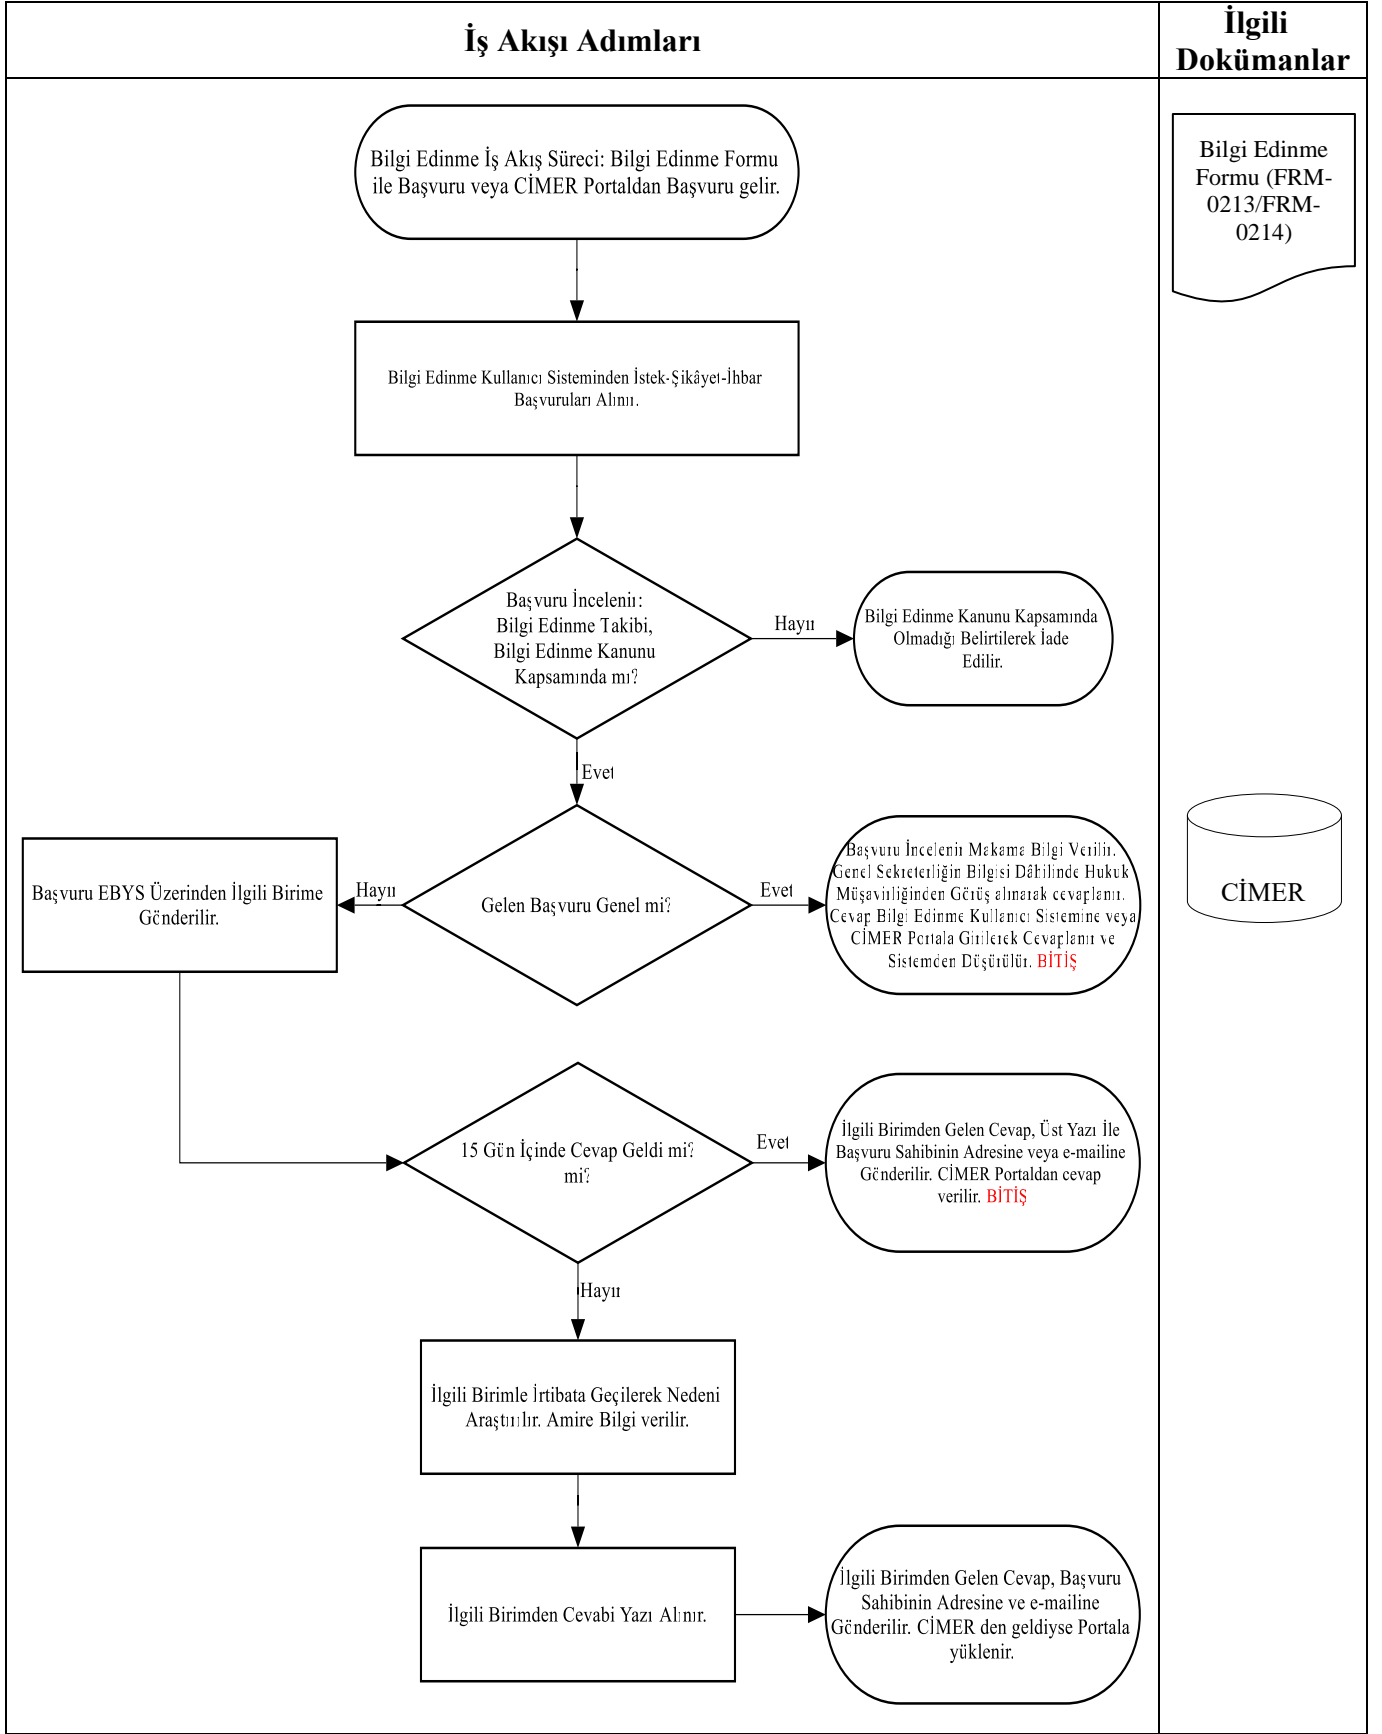 İş Akışı Adımları
İlgili
Dokümanlar
Bilgi Edinme İş Akış Süreci: Bilgi Edinme Formu
ile Başvuru veya CİMER Portaldan Başvuru gelir.
Bilgi Edinme
Formu (FRM-
0213/FRM-
0214)
Bilgi Edinme Kullanıcı Sisteminden İstek-Şikâyet-İhbar
Başvuruları Alınır.
Başvuru İncelenir:
Bilgi Edinme Takibi,
Bilgi Edinme Kanunu
Kapsamında mı?
Hayır
Bilgi Edinme Kanunu Kapsamında
Olmadığı Belirtilerek İade
Edilir.
Evet
Başvuru EBYS Üzerinden İlgili Birime
Gönderilir.
Hayır
Gelen Başvuru Genel mi?
Evet
Başvuru İncelenir Makama Bilgi Verilir.
Genel Sekreterliğin Bilgisi Dâhilinde Hukuk
Müşavirliğinden Görüş alınarak cevaplanır.
Cevap Bilgi Edinme Kullanıcı Sistemine veya
CİMER Portala Girilerek Cevaplanır ve
Sistemden Düşürülür. BİTİŞ
CİMER
15 Gün İçinde Cevap Geldi mi?
mi?
Evet
İlgili Birimden Gelen Cevap, Üst Yazı İle
Başvuru Sahibinin Adresine veya e-mailine
Gönderilir. CİMER Portaldan cevap
verilir. BİTİŞ
Hayır
İlgili Birimle İrtibata Geçilerek Nedeni
Araştırılır. Amire Bilgi verilir.
İlgili Birimden Cevabi Yazı Alınır.
İlgili Birimden Gelen Cevap, Başvuru
Sahibinin Adresine ve e-mailine
Gönderilir. CİMER den geldiyse Portala
yüklenir.